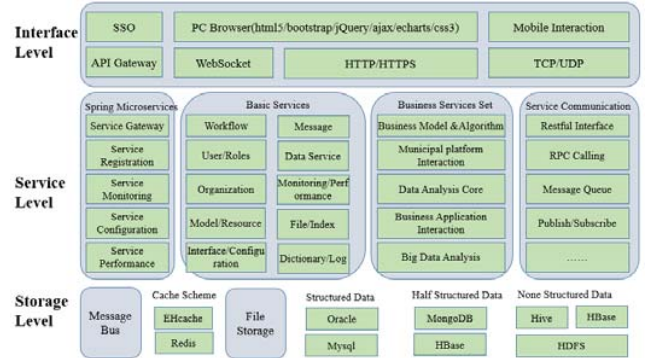 Interface
Level
SSO
PC Browser(html5/bootstrap/jQuery/ajax/echarts/css3)
Mobile Interaction
API Gateway
WebSocket
HTTP/HTTPS
TCP/UDP
Service
Level
Spring Microservices
Service Gateway
Service
Registration
Service
Monitoring
Service
Configuration
Service
Performance
Basic Services
Workflow
Message
User/Roles
Data Service
Organization
Monitoring/Perf
ormance
Model/Resource
File/Index
Interface/Configu
ration
Dictionary/Log
Business Services Set
Business Model &Algorithm
Municipal platform
Interaction
Data Analysis Core
Business Application
Interaction
Big Data Analysis
Service Communication
Restful Interface
RPC Calling
Message Queue
Publish/Subscribe
......
Storage
Level
Message
Bus
Cache Scheme
EHcache
Redis
File
Storage
Structured Data
Oracle
Mysql
Half Structured Data
MongoDB
HBase
None Structured Data
Hive
HBase
HDFS